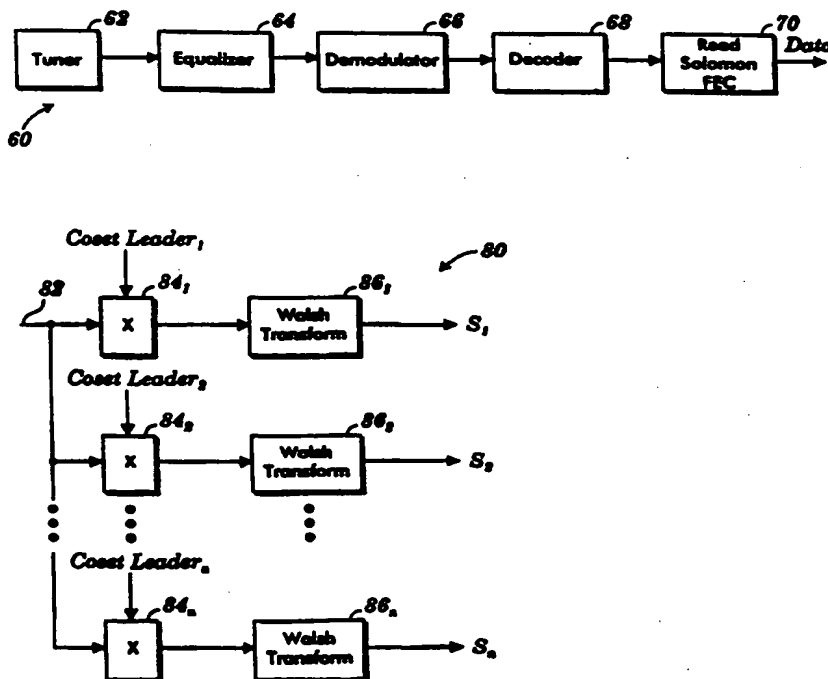 62
64
66
68
70
Tuner
Equalizer
Demodulator
Decoder
Reed
Solomon
FEC
Data
60
Coset Leader₁
80
82
84₁
86₁
X
Walsh
Transform
S₁
Coset Leader₂
84₂
86₂
X
Walsh
Transform
S₂
Coset Leaderₙ
84ₙ
86ₙ
X
Walsh
Transform
Sₙ